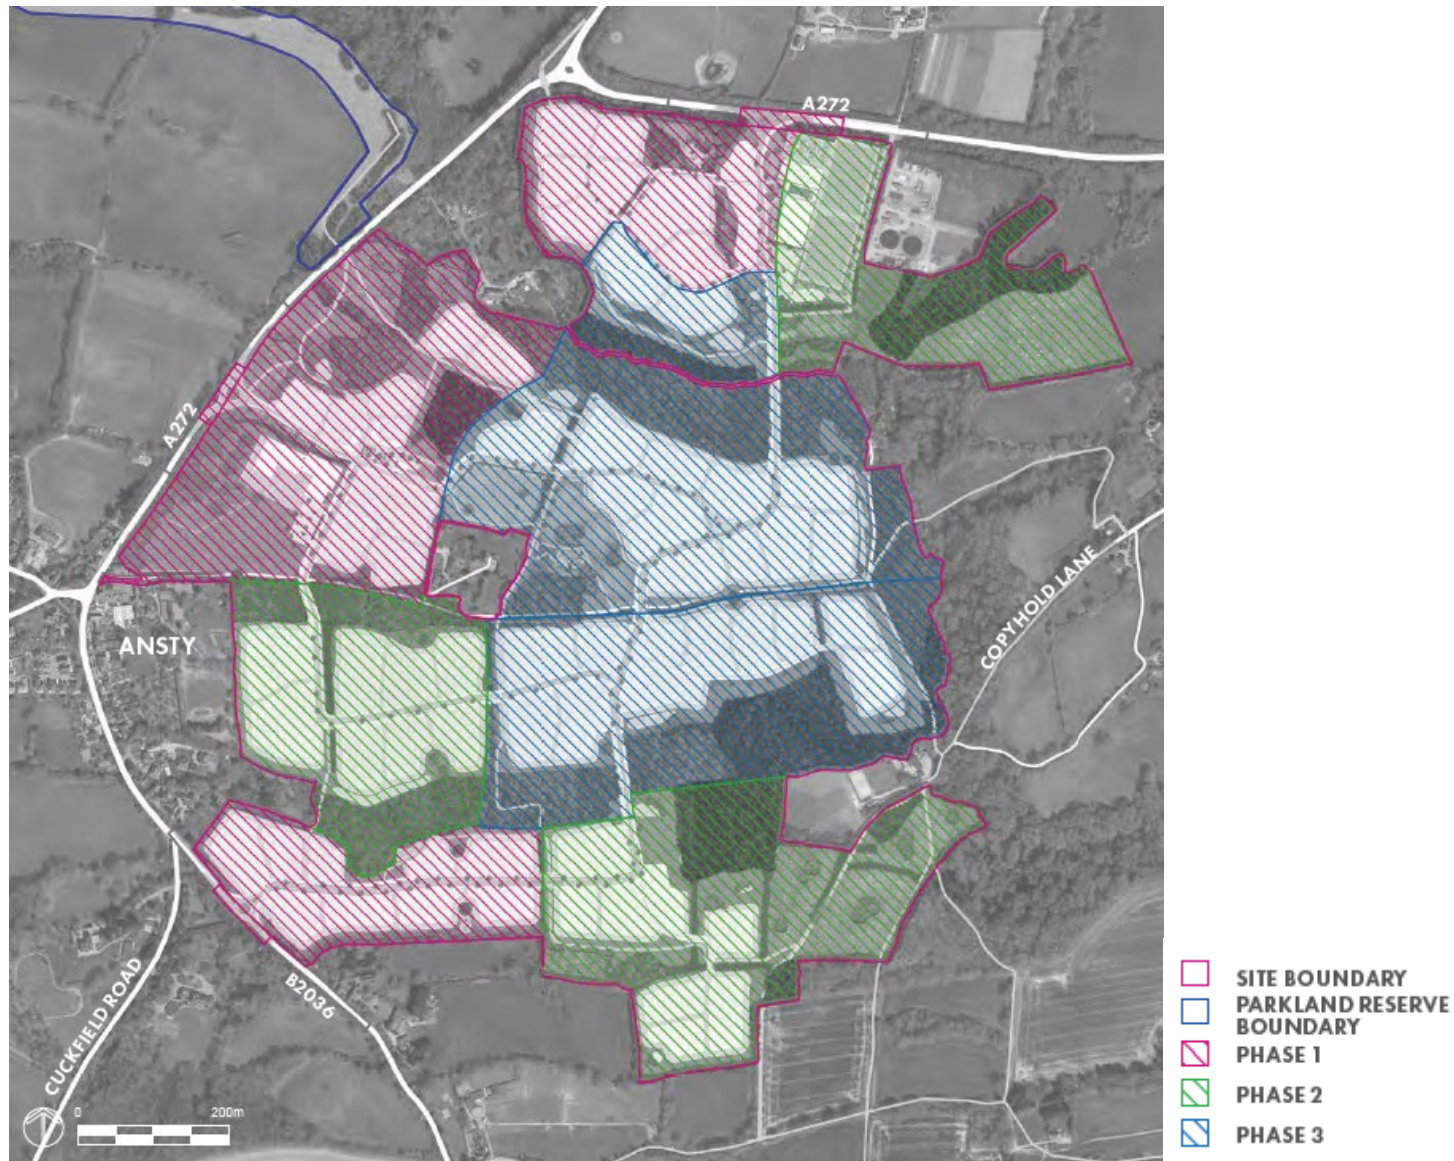 A272
A272
ANSTY
COPYHOLD LANE
CUCKFIELD ROAD
B2036
0 200m
SITE BOUNDARY
PARKLAND RESERVE
BOUNDARY
PHASE 1
PHASE 2
PHASE 3